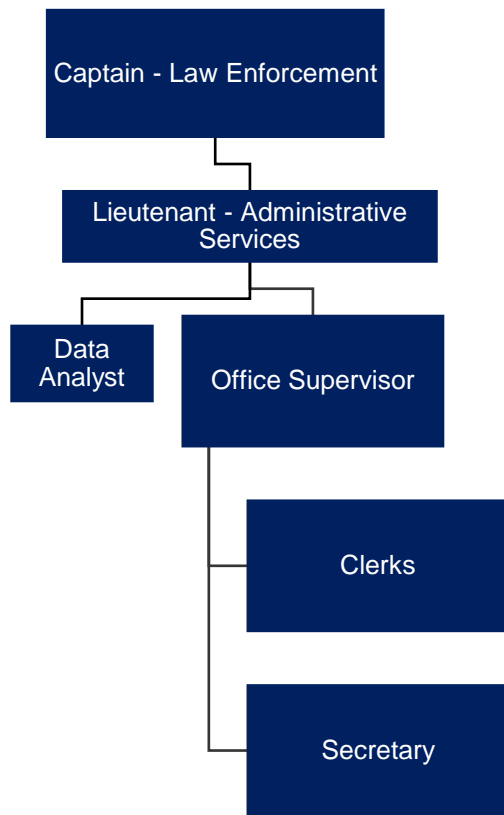 Captain - Law Enforcement
Lieutenant - Administrative
Services
Data
Analyst
Office Supervisor
Clerks
Secretary